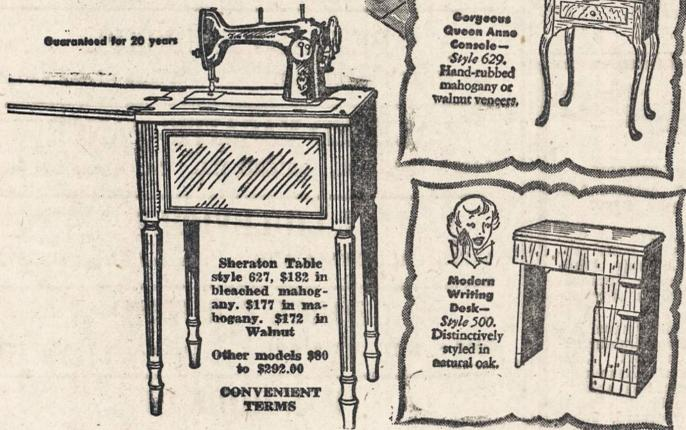 Guaranteed for 20 years
Sheraton Table
style 627, $182 in
bleached mahog-
any. $177 in ma-
hogany. $172 in
Walnut
Other models $80
to $292.00
CONVENIENT
TERMS
Gorgeous
Queen Anne
Console—
Style 629.
Hand-rubbed
mahogany or
walnut veneers.
Modern
Writing
Desk—
Style 500.
Distinctively
styled in
natural oak.